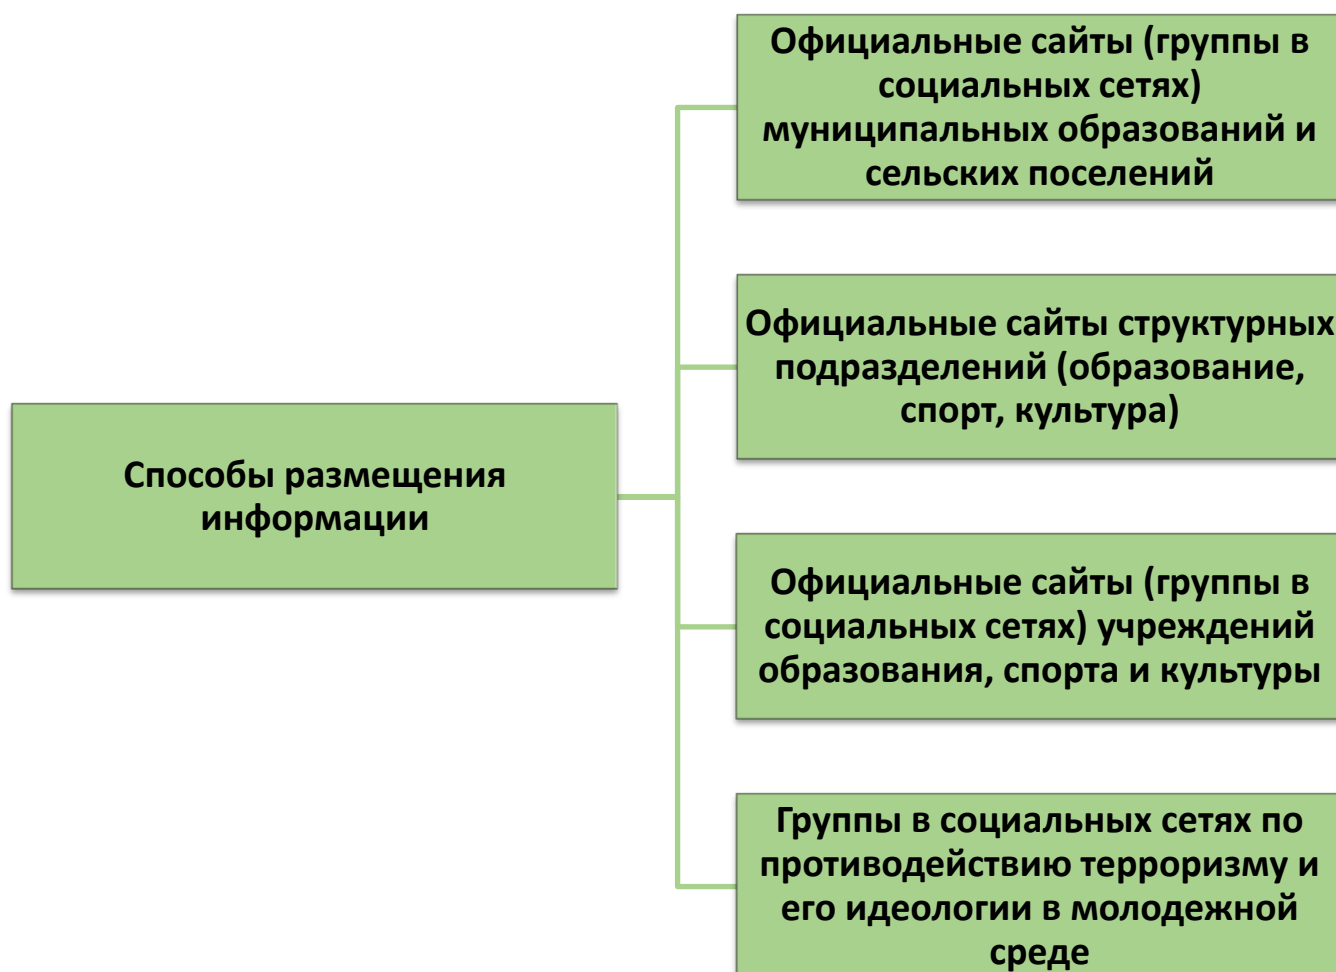 Официальные сайты (группы в
социальных сетях)
муниципальных образований и
сельских поселений
Официальные сайты структурных
подразделений (образование,
спорт, культура)
Способы размещения
информации
Официальные сайты (группы в
социальных сетях) учреждений
образования, спорта и культуры
Группы в социальных сетях по
противодействию терроризму и
его идеологии в молодежной
среде